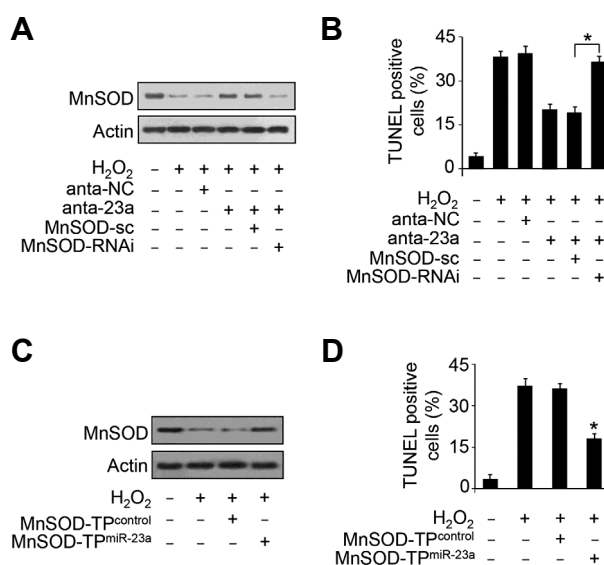 A
MnSOD
Actin
H₂O₂ – + + + + +
anta-NC – – + – – –
anta-23a – – – + + +
MnSOD-sc – – – – + –
MnSOD-RNAi – – – – – +
B
TUNEL positive
cells (%)
45
30
15
0
*
H₂O₂ – + + + + +
anta-NC – – + – – –
anta-23a – – – + + +
MnSOD-sc – – – – + –
MnSOD-RNAi – – – – – +
C
MnSOD
Actin
H₂O₂ – + + +
MnSOD-TPcontrol – – + –
MnSOD-TPmiR-23a – – – +
D
TUNEL positive
cells (%)
45
30
15
0
*
H₂O₂ – + + +
MnSOD-TPcontrol – – + –
MnSOD-TPmiR-23a – – – +